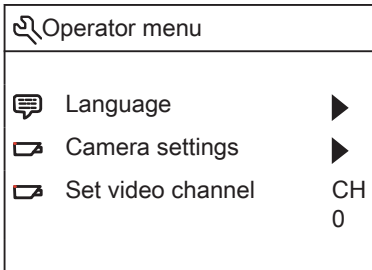 Operator menu
Language
Camera settings
Set video channel CH
0